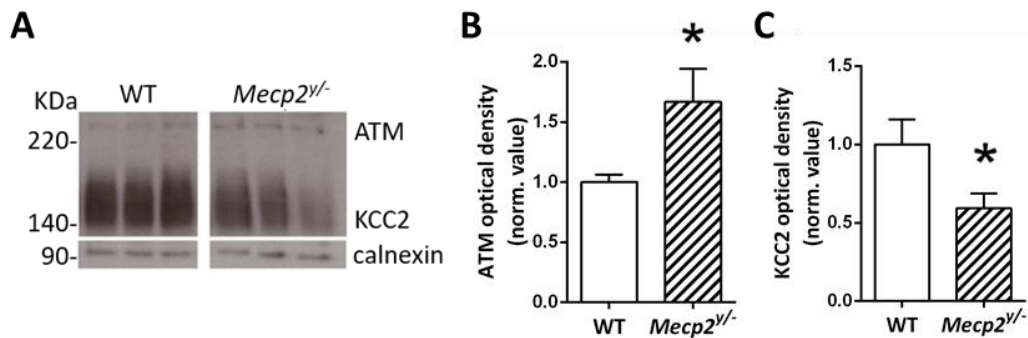 A
KDa
WT
Mecp2y/-
ATM
220-
KCC2
140-
90-
calnexin
B
*
ATM optical density
(norm. value)
2.0
1.5
1.0
0.5
0.0
WT
Mecp2y/-
C
*
KCC2 optical density
(norm. value)
1.5
1.0
0.5
0.0
WT
Mecp2y/-